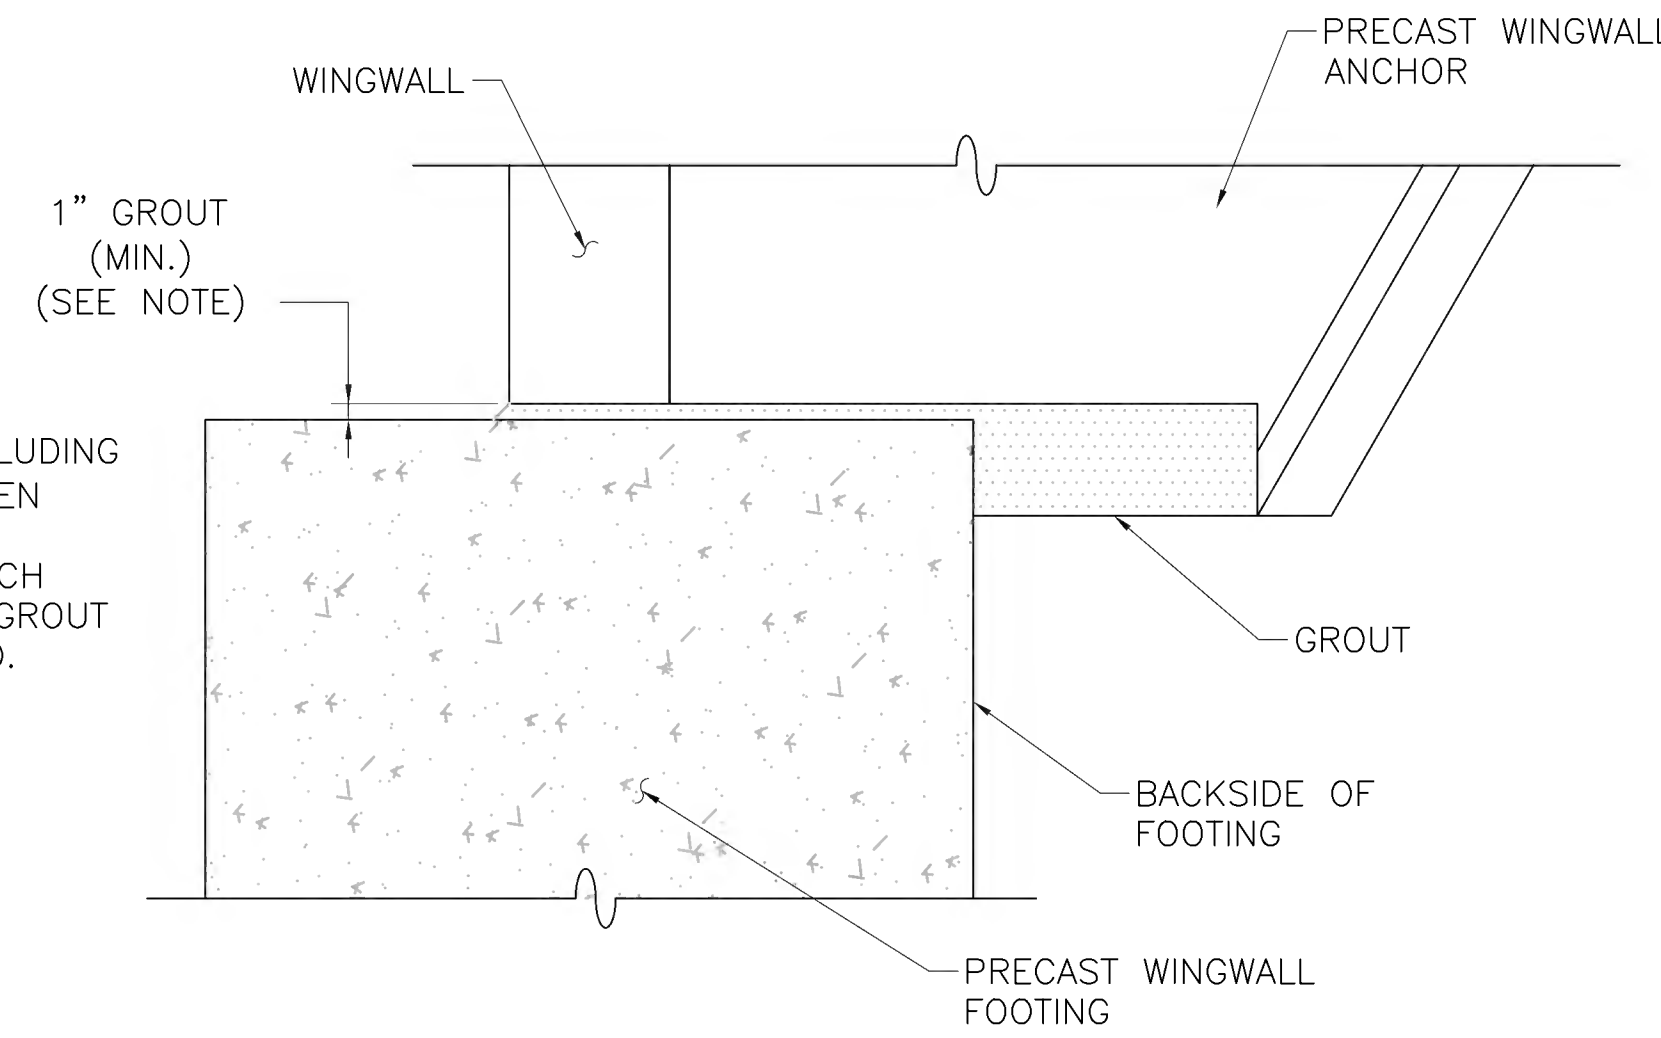 PRECAST WINGWALL
ANCHOR
WINGWALL
1” GROUT
(MIN.)
(SEE NOTE)
LUDING
EN
CH
GROUT
).
GROUT
BACKSIDE OF
FOOTING
PRECAST WINGWALL
FOOTING